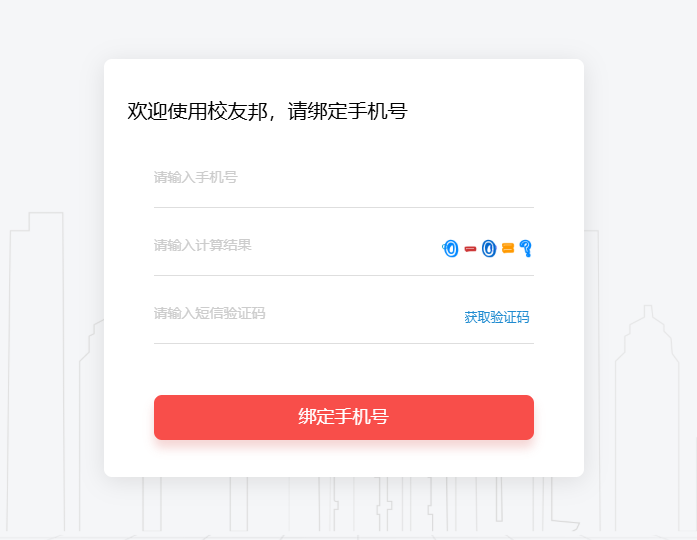 欢迎使用校友邦，请绑定手机号
请输入手机号
请输入计算结果
0-0=?
请输入短信验证码
获取验证码
绑定手机号